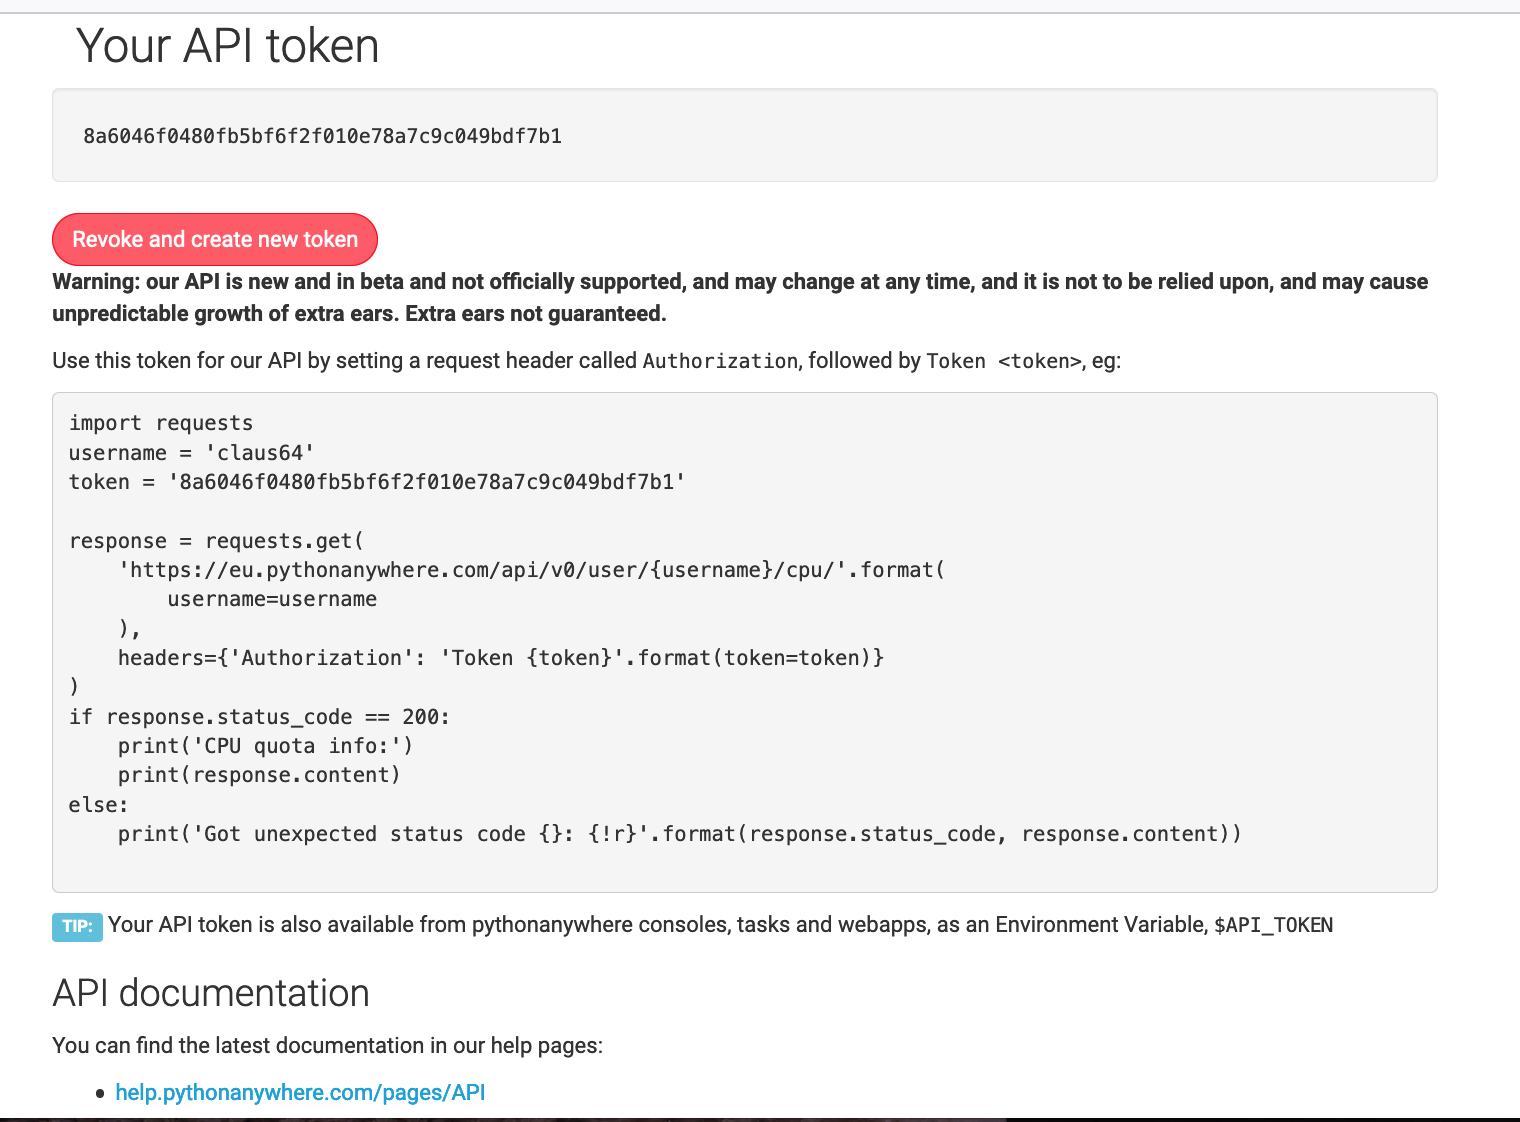 Your API token
8a6046f0480fb5bf6f2f010e78a7c9c049bdf7b1
Revoke and create new token
Warning: our API is new and in beta and not officially supported, and may change at any time, and it is not to be relied upon, and may cause
unpredictable growth of extra ears. Extra ears not guaranteed.
Use this token for our API by setting a request header called Authorization, followed by Token <token>, eg:
import requests
username = 'claus64'
token = '8a6046f0480fb5bf6f2f010e78a7c9c049bdf7b1'
response = requests.get(
    'https://eu.pythonanywhere.com/api/v0/user/{username}/cpu/'.format(
        username=username
    ),
    headers={'Authorization': 'Token {token}'.format(token=token)}
)
if response.status_code == 200:
    print('CPU quota info:')
    print(response.content)
else:
    print('Got unexpected status code {}: {!r}'.format(response.status_code, response.content))
TIP: Your API token is also available from pythonanywhere consoles, tasks and webapps, as an Environment Variable, $API_TOKEN
API documentation
You can find the latest documentation in our help pages:
• help.pythonanywhere.com/pages/API